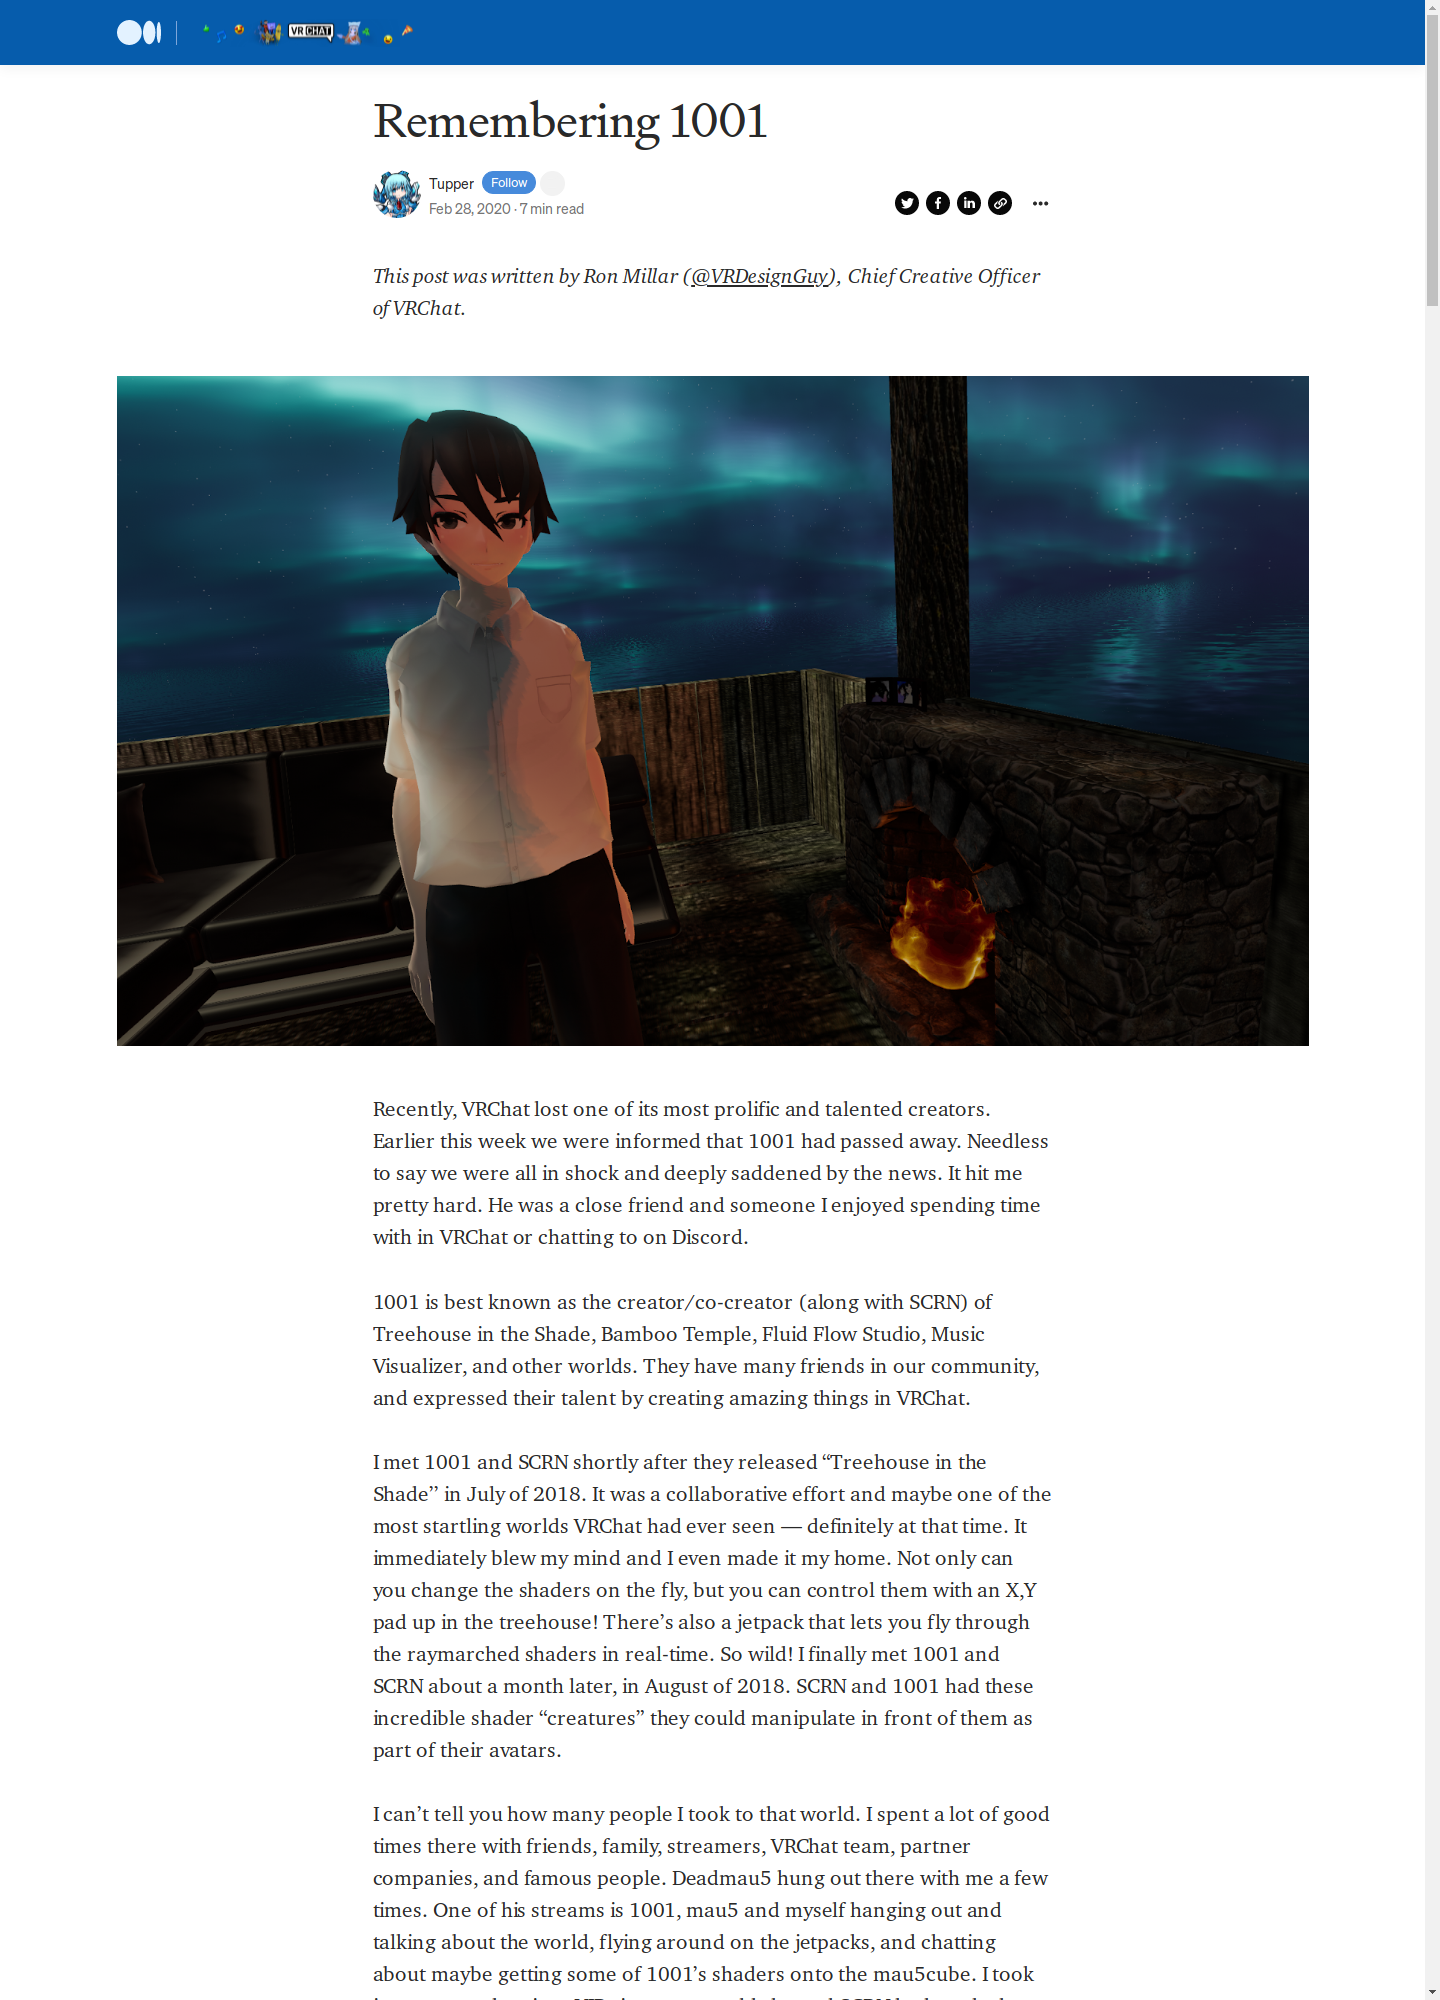 VRCHAT
Remembering 1001
Tupper Follow
Feb 28, 2020 · 7 min read
This post was written by Ron Millar (@VRDesignGuy), Chief Creative Officer
of VRChat.
Recently, VRChat lost one of its most prolific and talented creators.
Earlier this week we were informed that 1001 had passed away. Needless
to say we were all in shock and deeply saddened by the news. It hit me
pretty hard. He was a close friend and someone I enjoyed spending time
with in VRChat or chatting to on Discord.
1001 is best known as the creator/co-creator (along with SCRN) of
Treehouse in the Shade, Bamboo Temple, Fluid Flow Studio, Music
Visualizer, and other worlds. They have many friends in our community,
and expressed their talent by creating amazing things in VRChat.
I met 1001 and SCRN shortly after they released “Treehouse in the
Shade” in July of 2018. It was a collaborative effort and maybe one of the
most startling worlds VRChat had ever seen — definitely at that time. It
immediately blew my mind and I even made it my home. Not only can
you change the shaders on the fly, but you can control them with an X,Y
pad up in the treehouse! There’s also a jetpack that lets you fly through
the raymarched shaders in real-time. So wild! I finally met 1001 and
SCRN about a month later, in August of 2018. SCRN and 1001 had these
incredible shader “creatures” they could manipulate in front of them as
part of their avatars.
I can’t tell you how many people I took to that world. I spent a lot of good
times there with friends, family, streamers, VRChat team, partner
companies, and famous people. Deadmau5 hung out there with me a few
times. One of his streams is 1001, mau5 and myself hanging out and
talking about the world, flying around on the jetpacks, and chatting
about maybe getting some of 1001’s shaders onto the mau5cube. I took